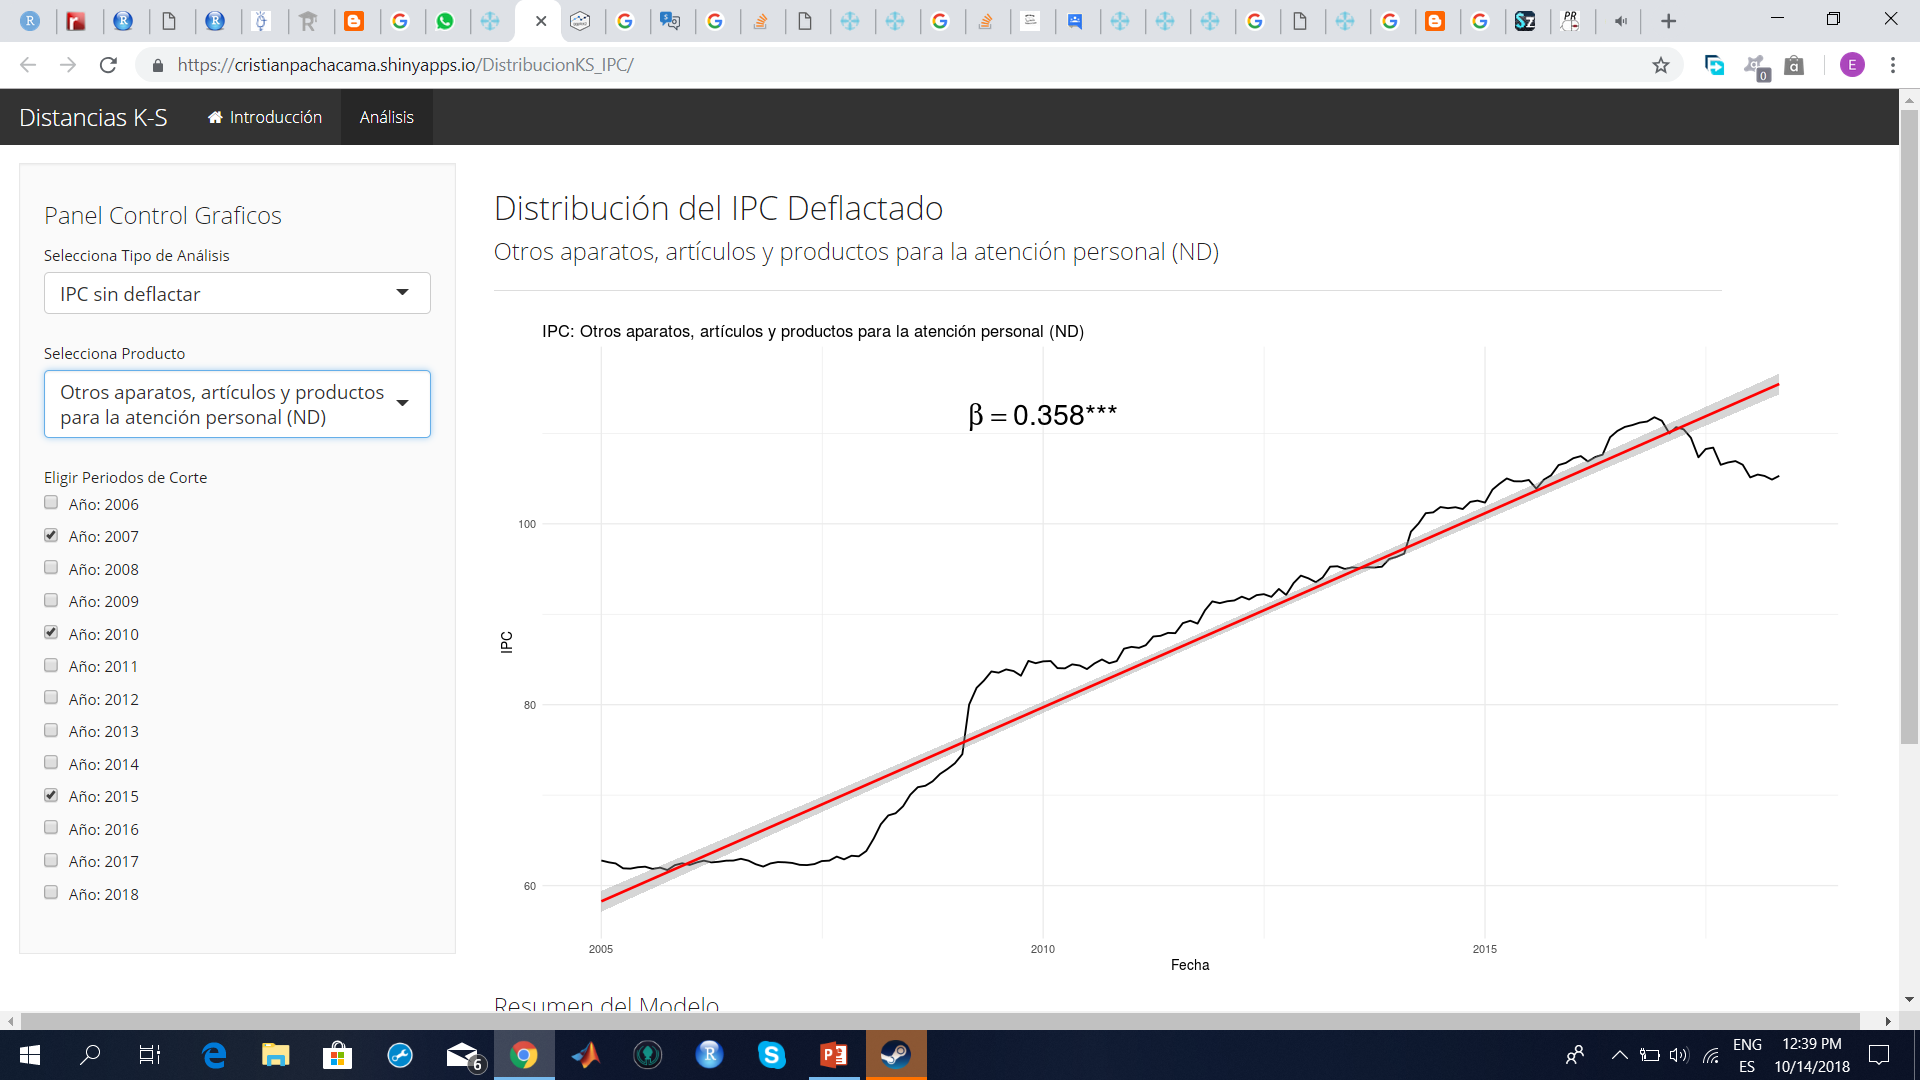 https://cristianpachacama.shinyapps.io/DistribucionKS_IPC/
0
E
Distancias K-S
Introducción
Análisis
Panel Control Graficos
Selecciona Tipo de Análisis
IPC sin deflactar
Selecciona Producto
Otros aparatos, artículos y productos
para la atención personal (ND)
Eligir Periodos de Corte
Año: 2006
Año: 2007
Año: 2008
Año: 2009
Año: 2010
Año: 2011
Año: 2012
Año: 2013
Año: 2014
Año: 2015
Año: 2016
Año: 2017
Año: 2018
Distribución del IPC Deflactado
Otros aparatos, artículos y productos para la atención personal (ND)
IPC: Otros aparatos, artículos y productos para la atención personal (ND)
β = 0.358***
100
80
60
IPC
2005
2010
2015
Fecha
Resumen del Modelo
6
ENG
ES
12:39 PM
10/14/2018